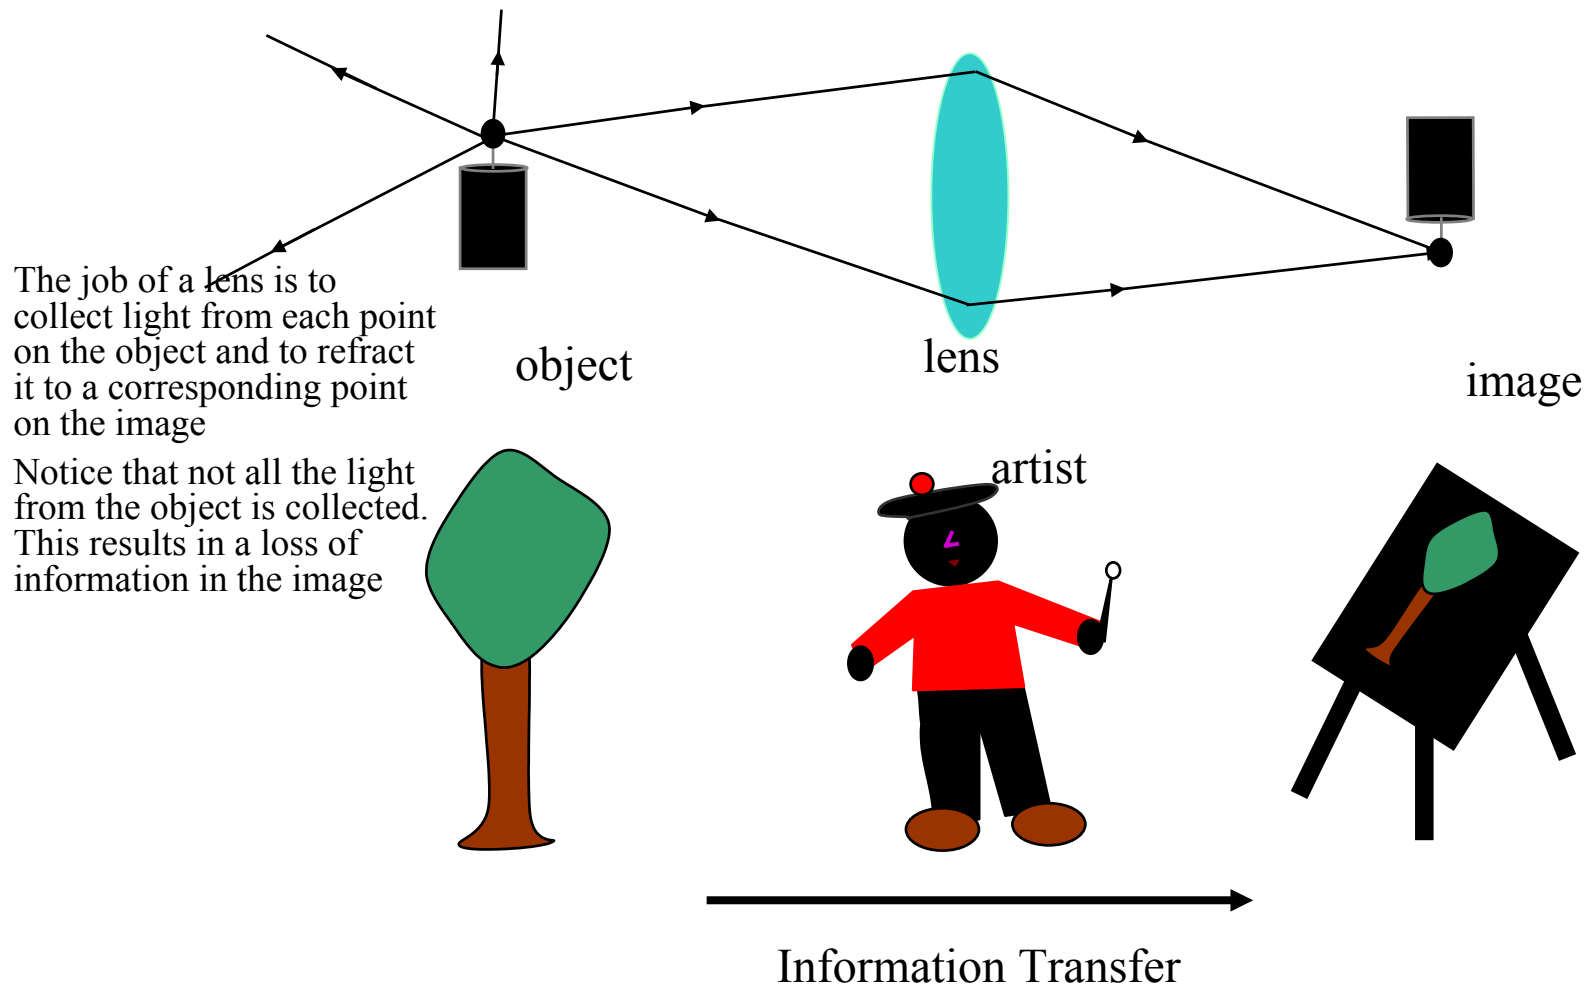 The job of a lens is to
collect light from each point
on the object and to refract
it to a corresponding point
on the image
object
lens
image
Notice that not all the light
from the object is collected.
This results in a loss of
information in the image
artist
Information Transfer